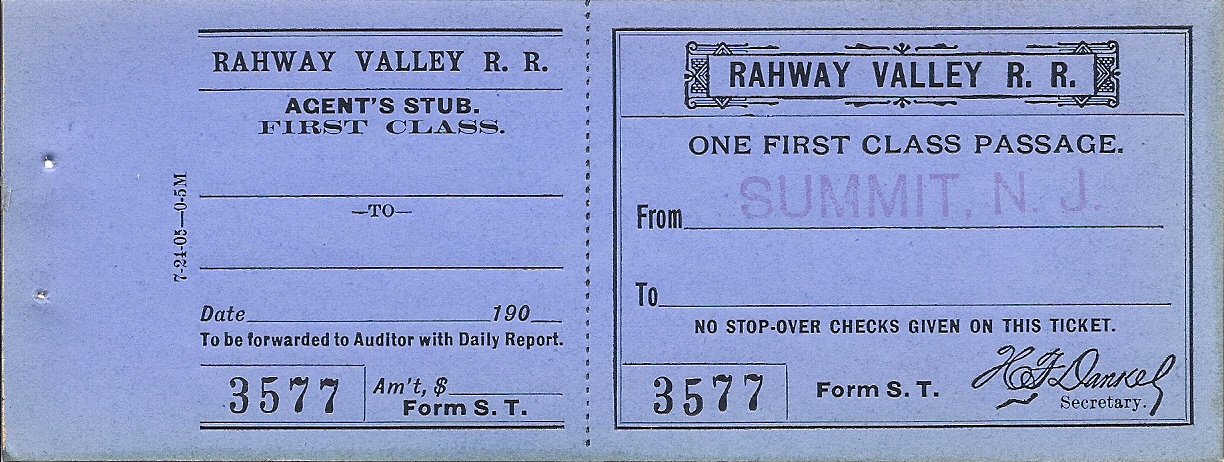 RAHWAY VALLEY R. R.
AGENT'S STUB.
FIRST CLASS.
—TO—
Date 190
To be forwarded to Auditor with Daily Report.
3577
Am't, $
Form S. T.
7-24-05—0-5M
RAHWAY VALLEY R. R.
ONE FIRST CLASS PASSAGE.
From SUMMIT, N. J.
To
NO STOP-OVER CHECKS GIVEN ON THIS TICKET.
3577
Form S. T.
H F Dankel
Secretary.